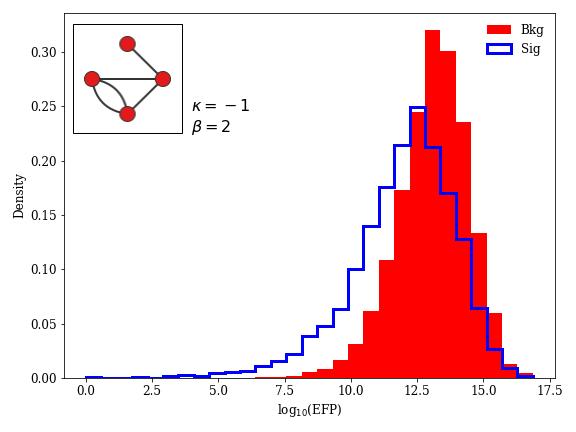 Bkg
Sig
κ = −1
β = 2
Density
0.30
0.25
0.20
0.15
0.10
0.05
0.00
0.0 2.5 5.0 7.5 10.0 12.5 15.0 17.5
log₁₀(EFP)